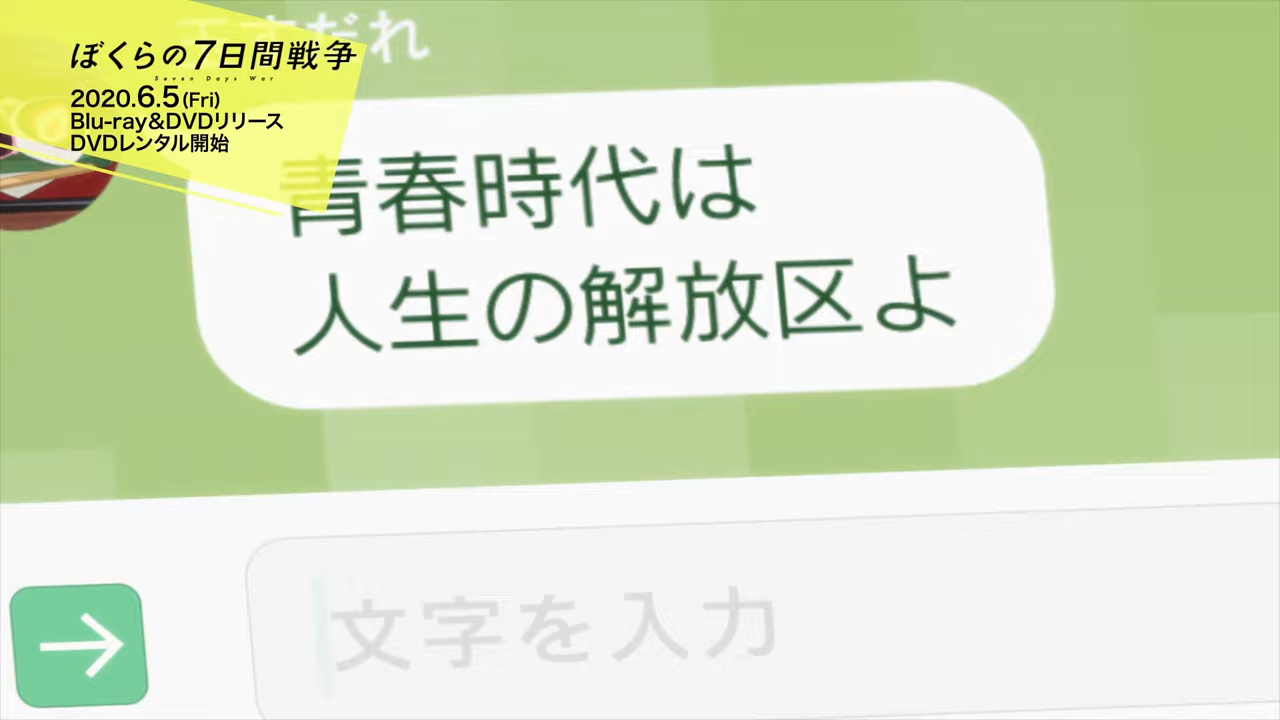 ぼくらの7日間戦争
Seven Days War
2020.6.5(Fri)
Blu-ray&DVDリリース
DVDレンタル開始
だれ
青春時代は
人生の解放区よ
文字を入力